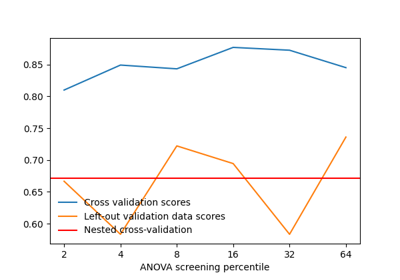 0.85
0.80
0.75
0.70
0.65
0.60
Cross validation scores
Left-out validation data scores
Nested cross-validation
2 4 8 16 32 64
ANOVA screening percentile